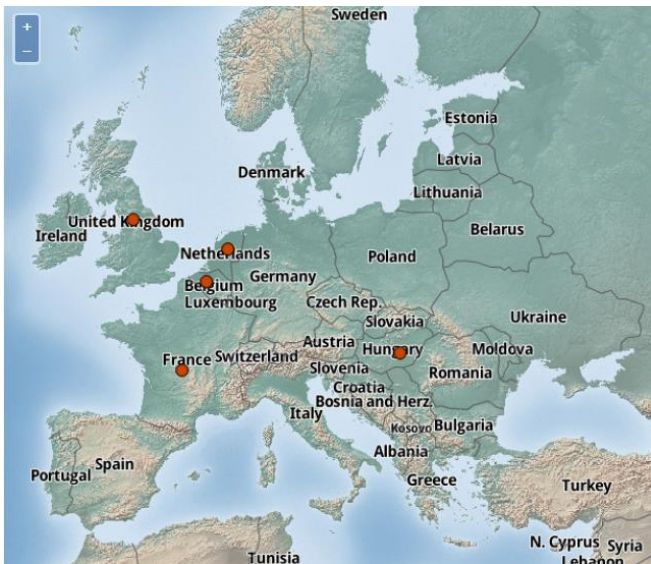 +
−
Sweden
Estonia
Latvia
Denmark
Lithuania
United Kingdom
Ireland
Belarus
Netherlands
Poland
Germany
Belgium
Luxembourg
Czech Rep.
Ukraine
Slovakia
Austria
Hungary
Moldova
France
Switzerland
Slovenia
Romania
Croatia
Bosnia and Herz.
Italy
Bulgaria
Kosovo
Albania
Spain
Portugal
Greece
Turkey
N. Cyprus
Syria
Tunisia
Lebanon